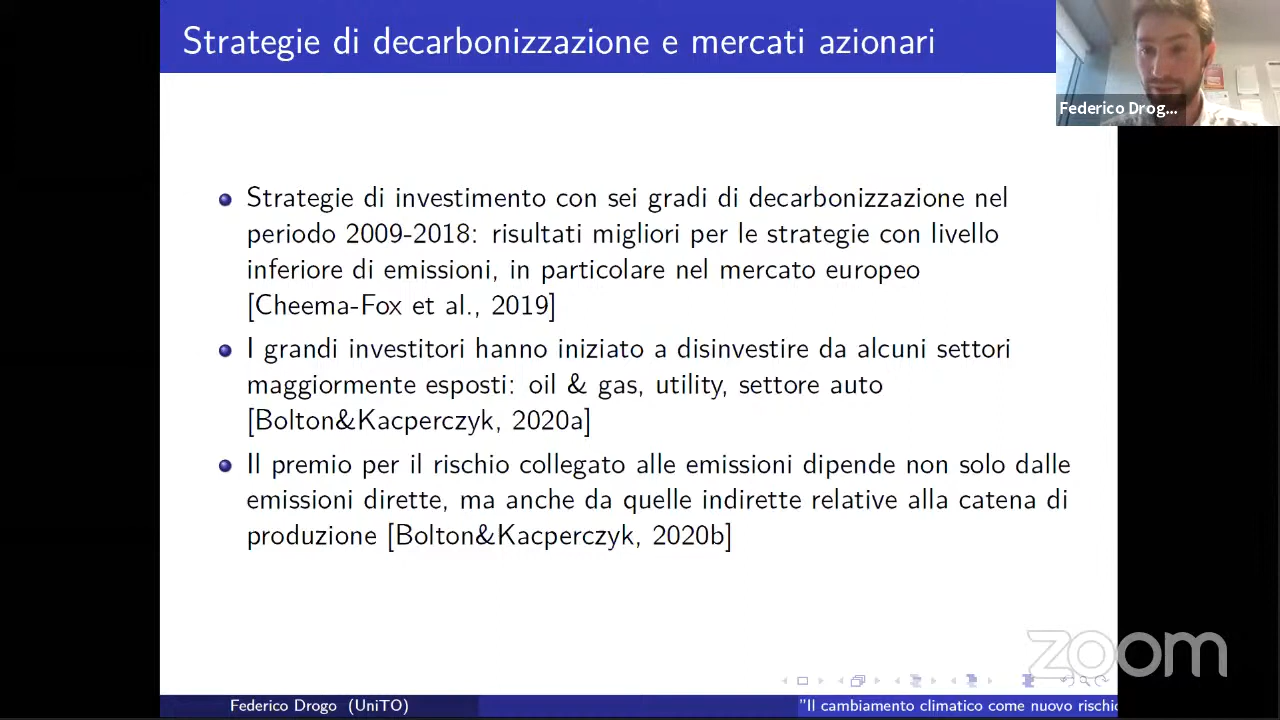 Strategie di decarbonizzazione e mercati azionari
Federico Drog...
Strategie di investimento con sei gradi di decarbonizzazione nel
periodo 2009-2018: risultati migliori per le strategie con livello
inferiore di emissioni, in particolare nel mercato europeo
[Cheema-Fox et al., 2019]
I grandi investitori hanno iniziato a disinvestire da alcuni settori
maggiormente esposti: oil & gas, utility, settore auto
[Bolton&Kacperczyk, 2020a]
Il premio per il rischio collegato alle emissioni dipende non solo dalle
emissioni dirette, ma anche da quelle indirette relative alla catena di
produzione [Bolton&Kacperczyk, 2020b]
zoom
Federico Drogo (UniTO)
"Il cambiamento climatico come nuovo rischio